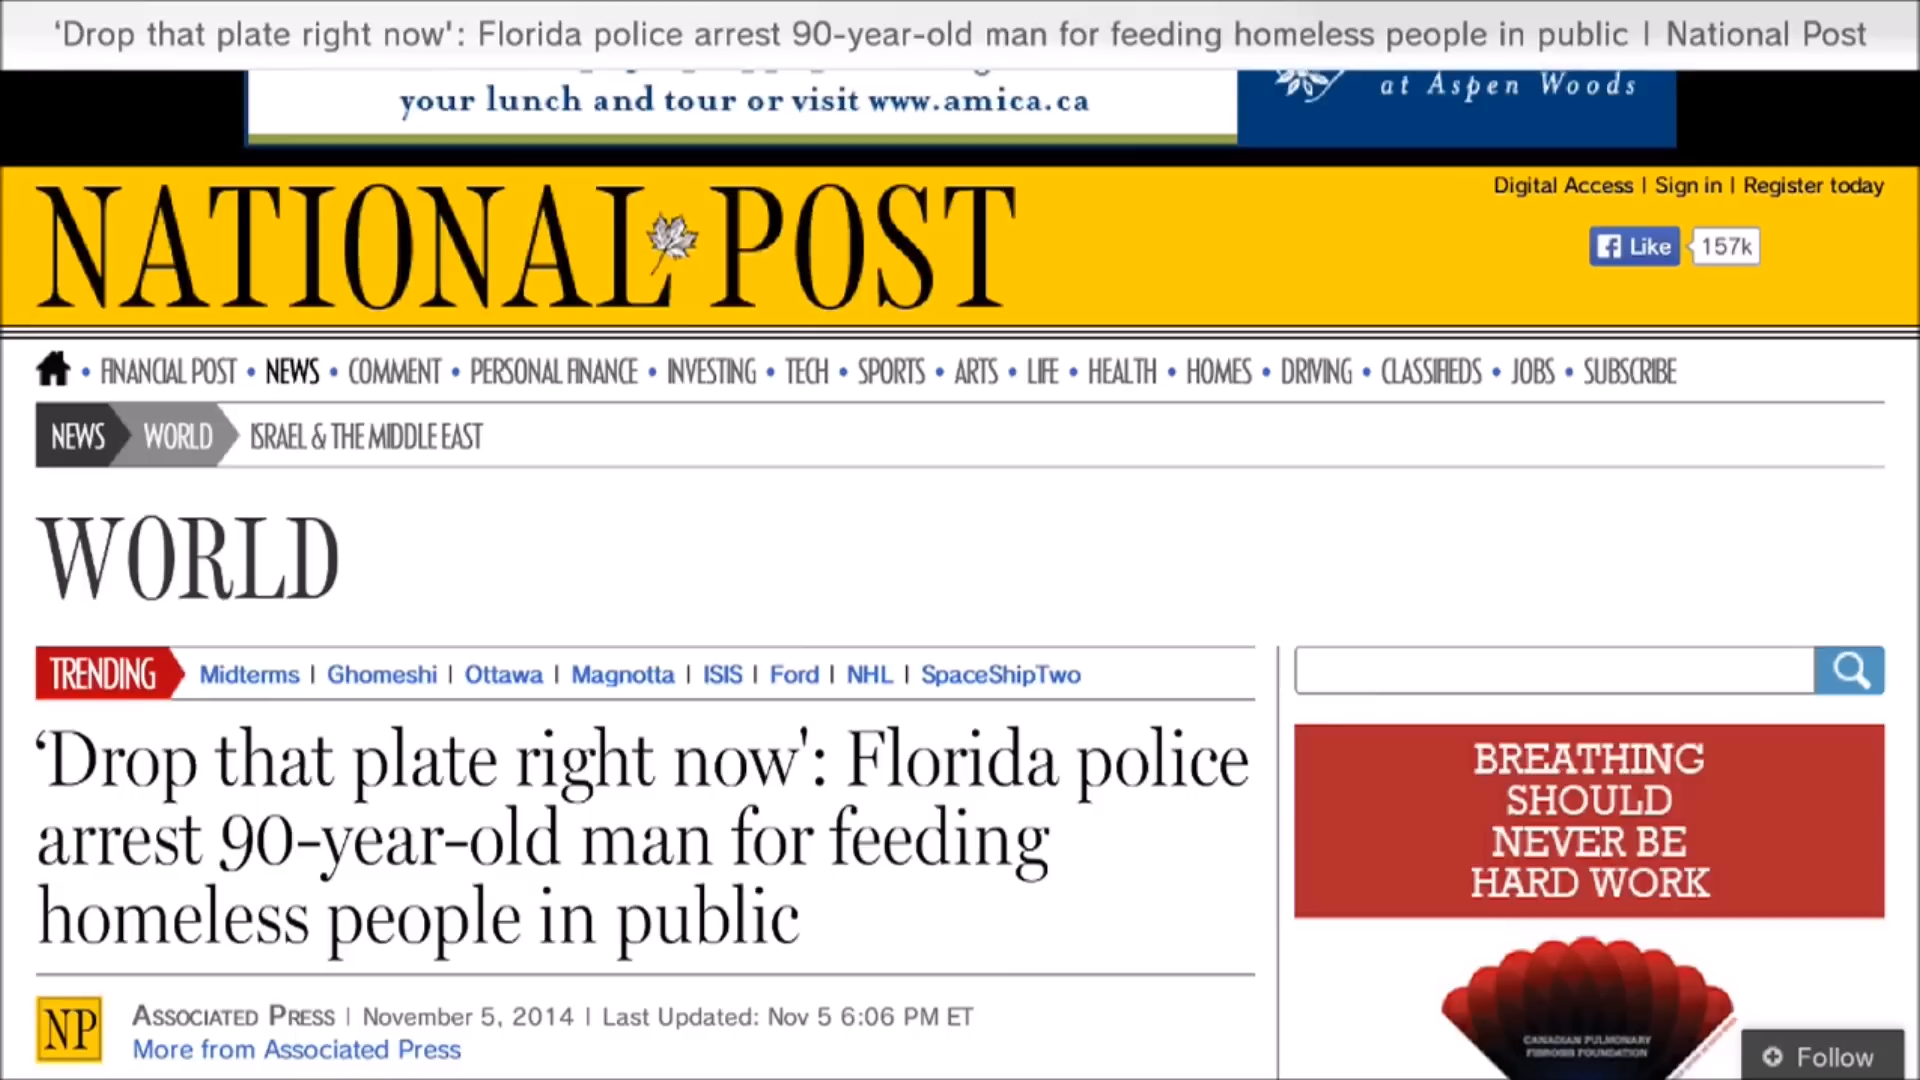 ‘Drop that plate right now': Florida police arrest 90-year-old man for feeding homeless people in public | National Post
your lunch and tour or visit www.amica.ca
at Aspen Woods
NATIONAL POST
Digital Access | Sign in | Register today
Like
157k
FINANCIAL POST • NEWS • COMMENT • PERSONAL FINANCE • INVESTING • TECH • SPORTS • ARTS • LIFE • HEALTH • HOMES • DRIVING • CLASSIFIEDS • JOBS • SUBSCRIBE
NEWS WORLD ISRAEL & THE MIDDLE EAST
WORLD
TRENDING Midterms | Ghomeshi | Ottawa | Magnotta | ISIS | Ford | NHL | SpaceShipTwo
‘Drop that plate right now': Florida police
arrest 90-year-old man for feeding
homeless people in public
BREATHING
SHOULD
NEVER BE
HARD WORK
CANADIAN PULMONARY
FIBROSIS FOUNDATION
NP
ASSOCIATED PRESS | November 5, 2014 | Last Updated: Nov 5 6:06 PM ET
More from Associated Press
Follow